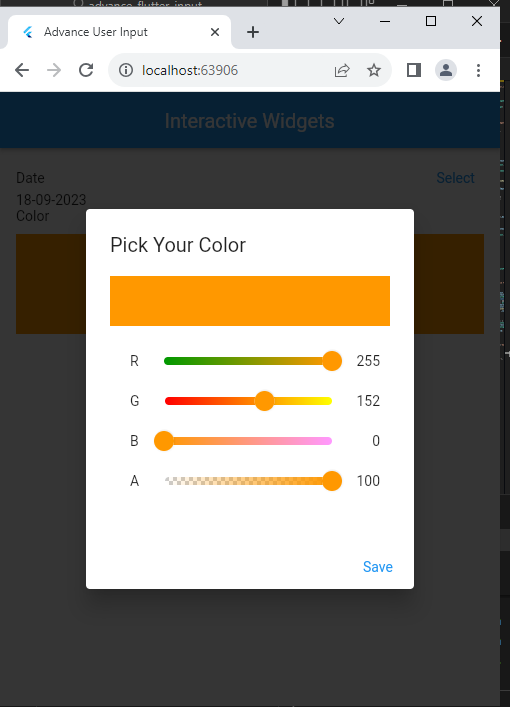 advance_flutter_input
Advance User Input
localhost:63906
Interactive Widgets
Date
Select
18-09-2023
Color
Pick Your Color
R 255
G 152
B 0
A 100
Save